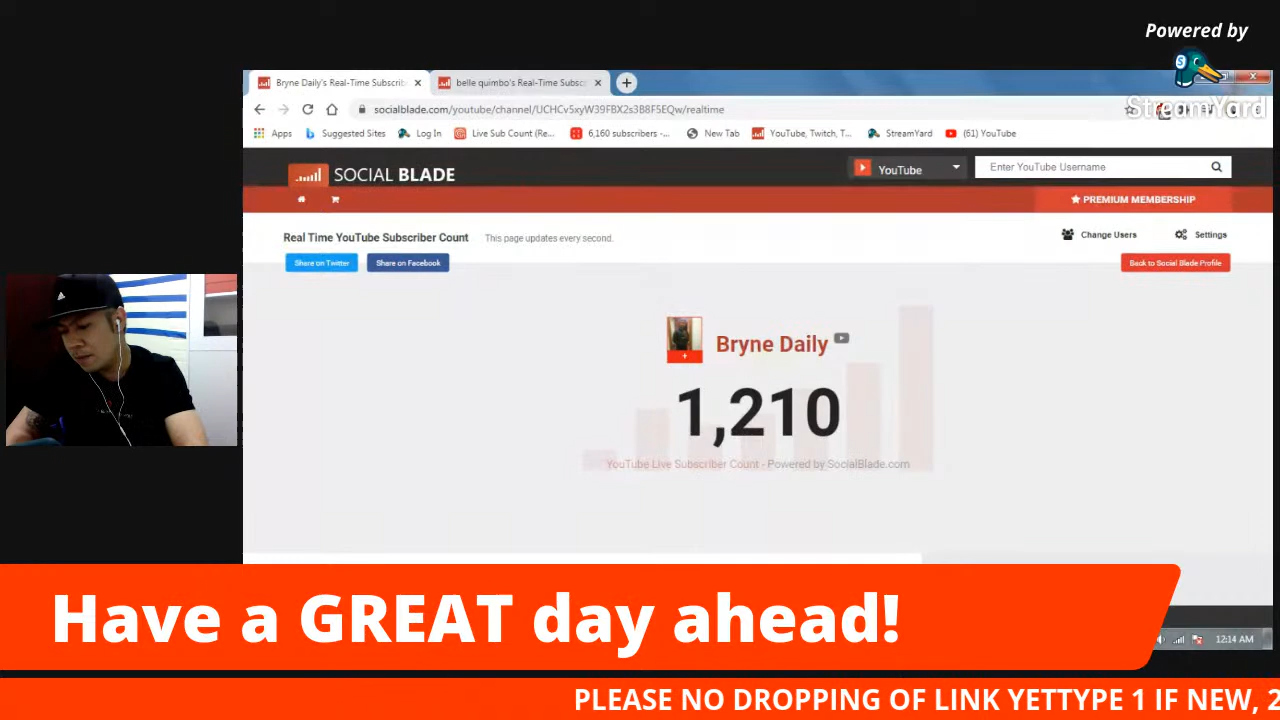 Powered by
StreamYard
Bryne Daily's Real-Time Subscrib
belle quimbo's Real-Time Subsc
socialblade.com/youtube/channel/UCHCv5xyW39FBX2s3B8F5EQw/realtime
Apps
Suggested Sites
Log In
Live Sub Count (Re...
6,160 subscribers -...
New Tab
YouTube, Twitch, T...
StreamYard
(61) YouTube
SOCIAL BLADE
YouTube
Enter YouTube Username
PREMIUM MEMBERSHIP
Real Time YouTube Subscriber Count
This page updates every second.
Change Users
Settings
Share on Twitter
Share on Facebook
Back to Social Blade Profile
Bryne Daily
1,210
YouTube Live Subscriber Count - Powered by SocialBlade.com
Have a GREAT day ahead!
12:14 AM
PLEASE NO DROPPING OF LINK YETTYPE 1 IF NEW, 2